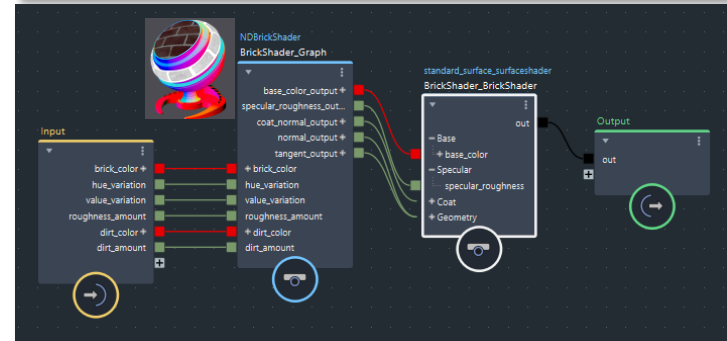 NDBrickShader
BrickShader_Graph
base_color_output
specular_roughness_out...
coat_normal_output
normal_output
tangent_output
brick_color
hue_variation
value_variation
roughness_amount
dirt_color
dirt_amount
Input
brick_color
hue_variation
value_variation
roughness_amount
dirt_color
dirt_amount
standard_surface_surfaceshader
BrickShader_BrickShader
out
Base
base_color
Specular
specular_roughness
Coat
Geometry
Output
out